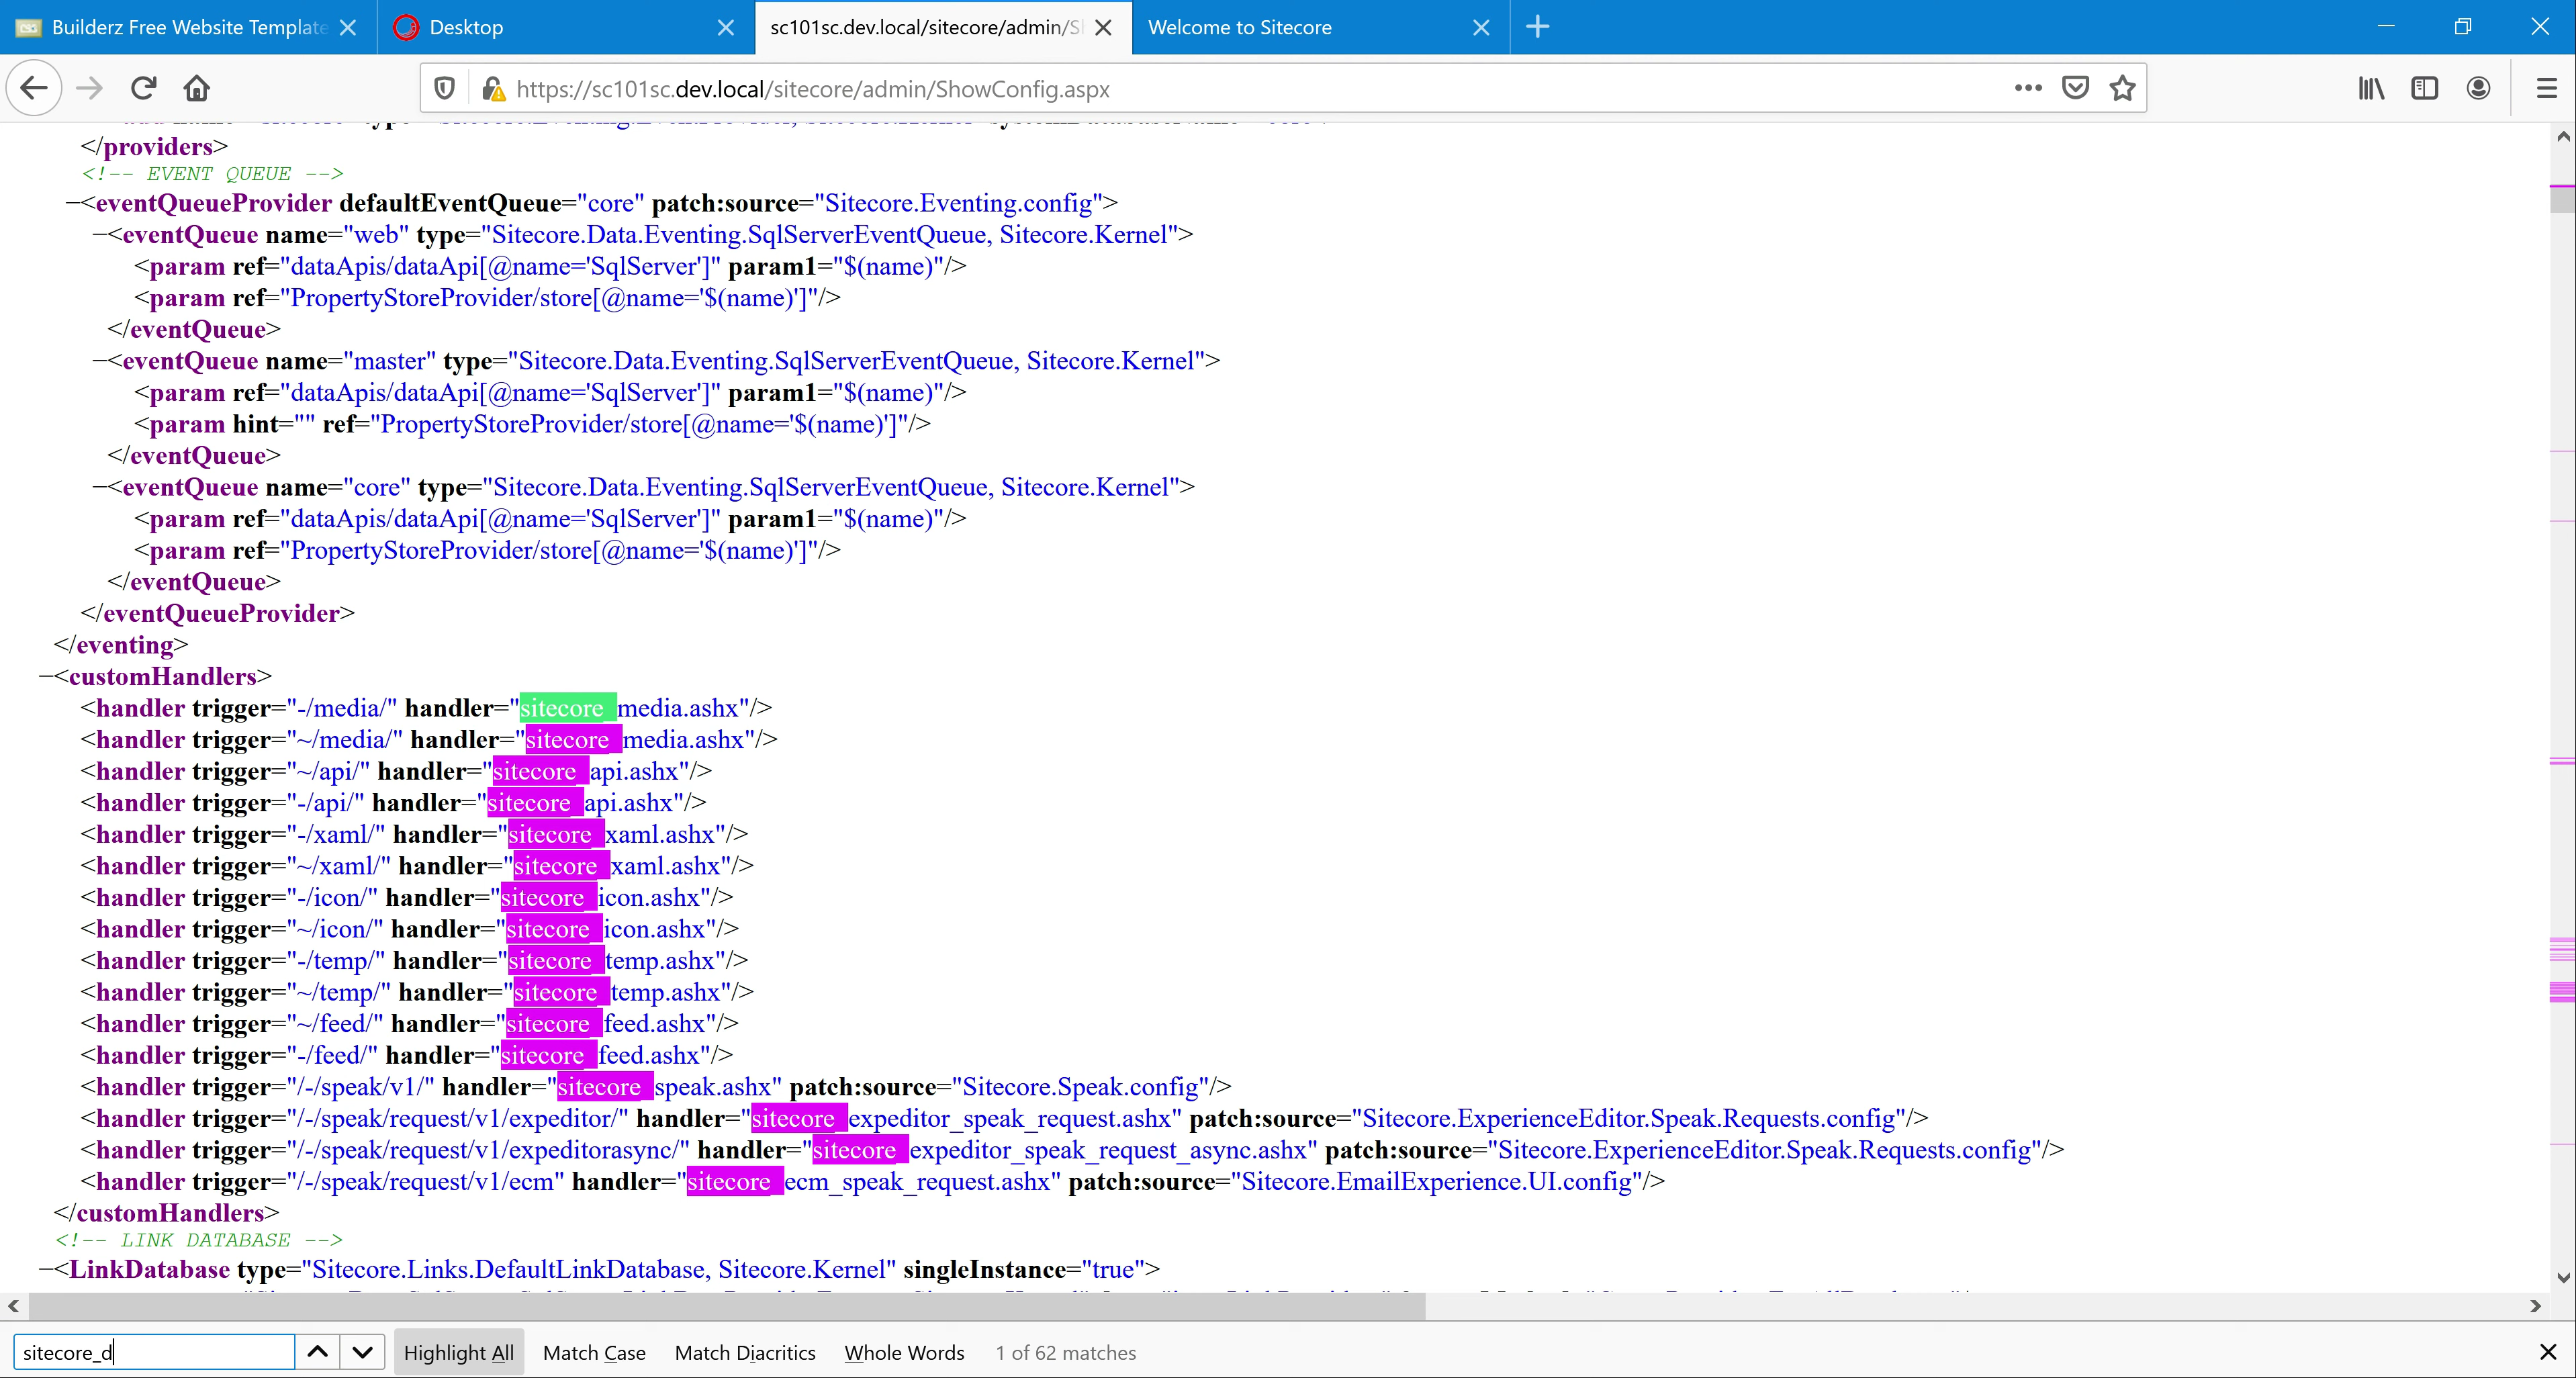 Builderz Free Website Template
Desktop
sc101sc.dev.local/sitecore/admin/S
Welcome to Sitecore
https://sc101sc.dev.local/sitecore/admin/ShowConfig.aspx
</providers>
<!-- EVENT QUEUE -->
−<eventQueueProvider defaultEventQueue="core" patch:source="Sitecore.Eventing.config">
−<eventQueue name="web" type="Sitecore.Data.Eventing.SqlServerEventQueue, Sitecore.Kernel">
<param ref="dataApis/dataApi[@name='SqlServer']" param1="$(name)"/>
<param ref="PropertyStoreProvider/store[@name='$(name)']"/>
</eventQueue>
−<eventQueue name="master" type="Sitecore.Data.Eventing.SqlServerEventQueue, Sitecore.Kernel">
<param ref="dataApis/dataApi[@name='SqlServer']" param1="$(name)"/>
<param hint="" ref="PropertyStoreProvider/store[@name='$(name)']"/>
</eventQueue>
−<eventQueue name="core" type="Sitecore.Data.Eventing.SqlServerEventQueue, Sitecore.Kernel">
<param ref="dataApis/dataApi[@name='SqlServer']" param1="$(name)"/>
<param ref="PropertyStoreProvider/store[@name='$(name)']"/>
</eventQueue>
</eventQueueProvider>
</eventing>
−<customHandlers>
<handler trigger="-/media/" handler="sitecore_media.ashx"/>
<handler trigger="~/media/" handler="sitecore_media.ashx"/>
<handler trigger="~/api/" handler="sitecore_api.ashx"/>
<handler trigger="-/api/" handler="sitecore_api.ashx"/>
<handler trigger="-/xaml/" handler="sitecore_xaml.ashx"/>
<handler trigger="~/xaml/" handler="sitecore_xaml.ashx"/>
<handler trigger="-/icon/" handler="sitecore_icon.ashx"/>
<handler trigger="~/icon/" handler="sitecore_icon.ashx"/>
<handler trigger="-/temp/" handler="sitecore_temp.ashx"/>
<handler trigger="~/temp/" handler="sitecore_temp.ashx"/>
<handler trigger="~/feed/" handler="sitecore_feed.ashx"/>
<handler trigger="-/feed/" handler="sitecore_feed.ashx"/>
<handler trigger="/-/speak/v1/" handler="sitecore_speak.ashx" patch:source="Sitecore.Speak.config"/>
<handler trigger="/-/speak/request/v1/expeditor/" handler="sitecore_expeditor_speak_request.ashx" patch:source="Sitecore.ExperienceEditor.Speak.Requests.config"/>
<handler trigger="/-/speak/request/v1/expeditorasync/" handler="sitecore_expeditor_speak_request_async.ashx" patch:source="Sitecore.ExperienceEditor.Speak.Requests.config"/>
<handler trigger="/-/speak/request/v1/ecm" handler="sitecore_ecm_speak_request.ashx" patch:source="Sitecore.EmailExperience.UI.config"/>
</customHandlers>
<!-- LINK DATABASE -->
−<LinkDatabase type="Sitecore.Links.DefaultLinkDatabase, Sitecore.Kernel" singleInstance="true">
sitecore_d Highlight All Match Case Match Diacritics Whole Words 1 of 62 matches